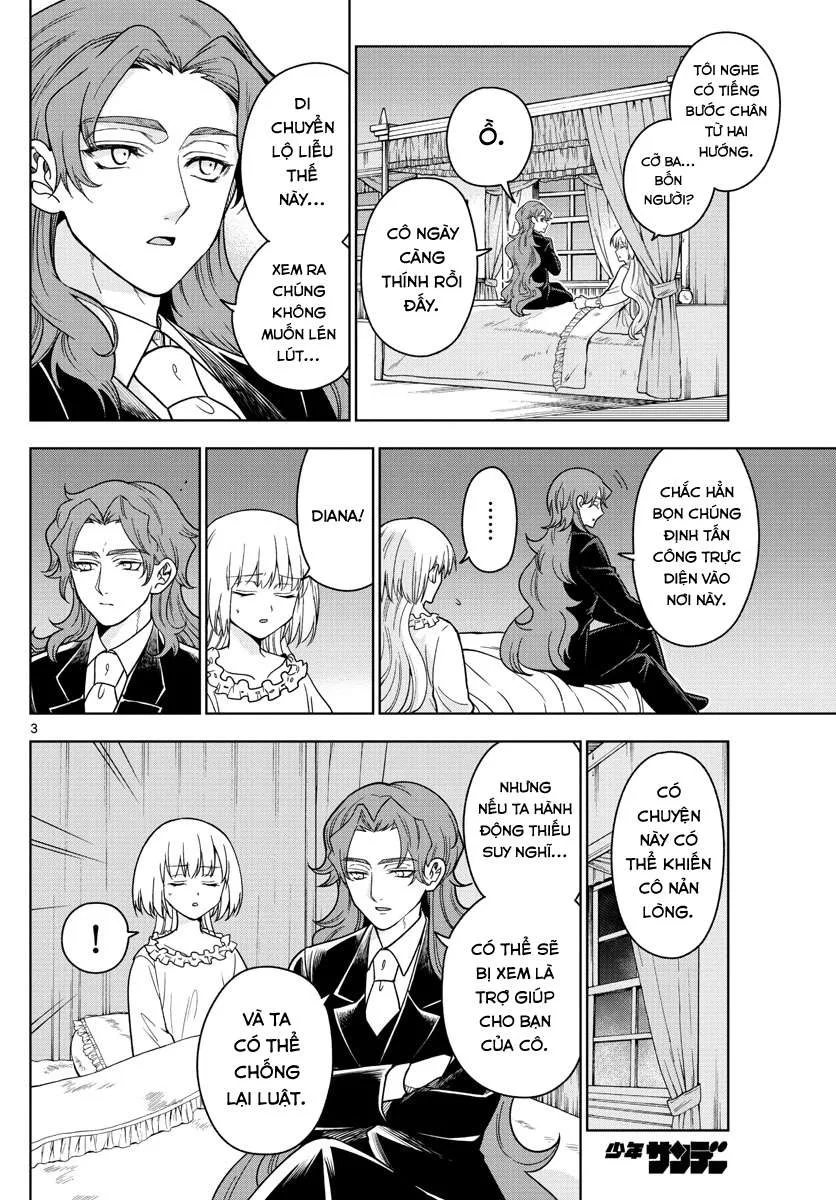 TÔI NGHE
CÓ TIẾNG
BƯỚC CHÂN
TỪ HAI
HƯỚNG.
CỠ BA...
BỐN
NGƯỜI?
Ồ.
CÔ NGÀY
CÀNG
THÍNH RỒI
ĐẤY.
DI
CHUYỂN
LỘ LIỄU
THẾ
NÀY...
XEM RA
CHÚNG
KHÔNG
MUỐN LÉN
LÚT...
CHẮC HẲN
BỌN CHÚNG
ĐỊNH TẤN
CÔNG TRỰC
DIỆN VÀO
NƠI NÀY.
......
DIANA!
3
CÓ
CHUYỆN
NÀY CÓ
THỂ KHIẾN
CÔ NẢN
LÒNG.
NHƯNG
NẾU TA HÀNH
ĐỘNG THIẾU
SUY NGHĨ...
CÓ THỂ SẼ
BỊ XEM LÀ
TRỢ GIÚP
CHO BẠN
CỦA CÔ.
VÀ TA
CÓ THỂ
CHỐNG
LẠI LUẬT.
!
少年サンデー